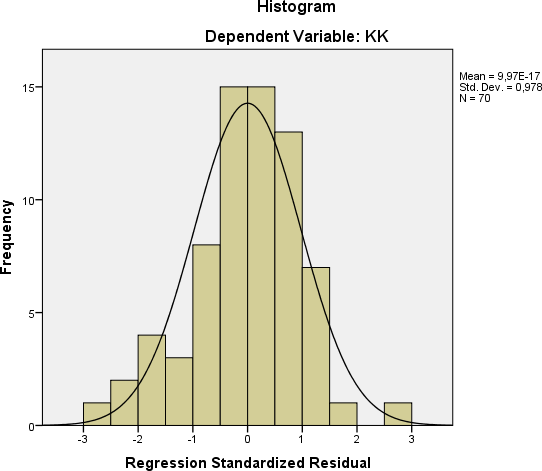 Histogram
Dependent Variable: KK
Mean = 9,97E-17
Std. Dev. = 0,978
N = 70
Frequency
15
10
5
0
-3 -2 -1 0 1 2 3
Regression Standardized Residual